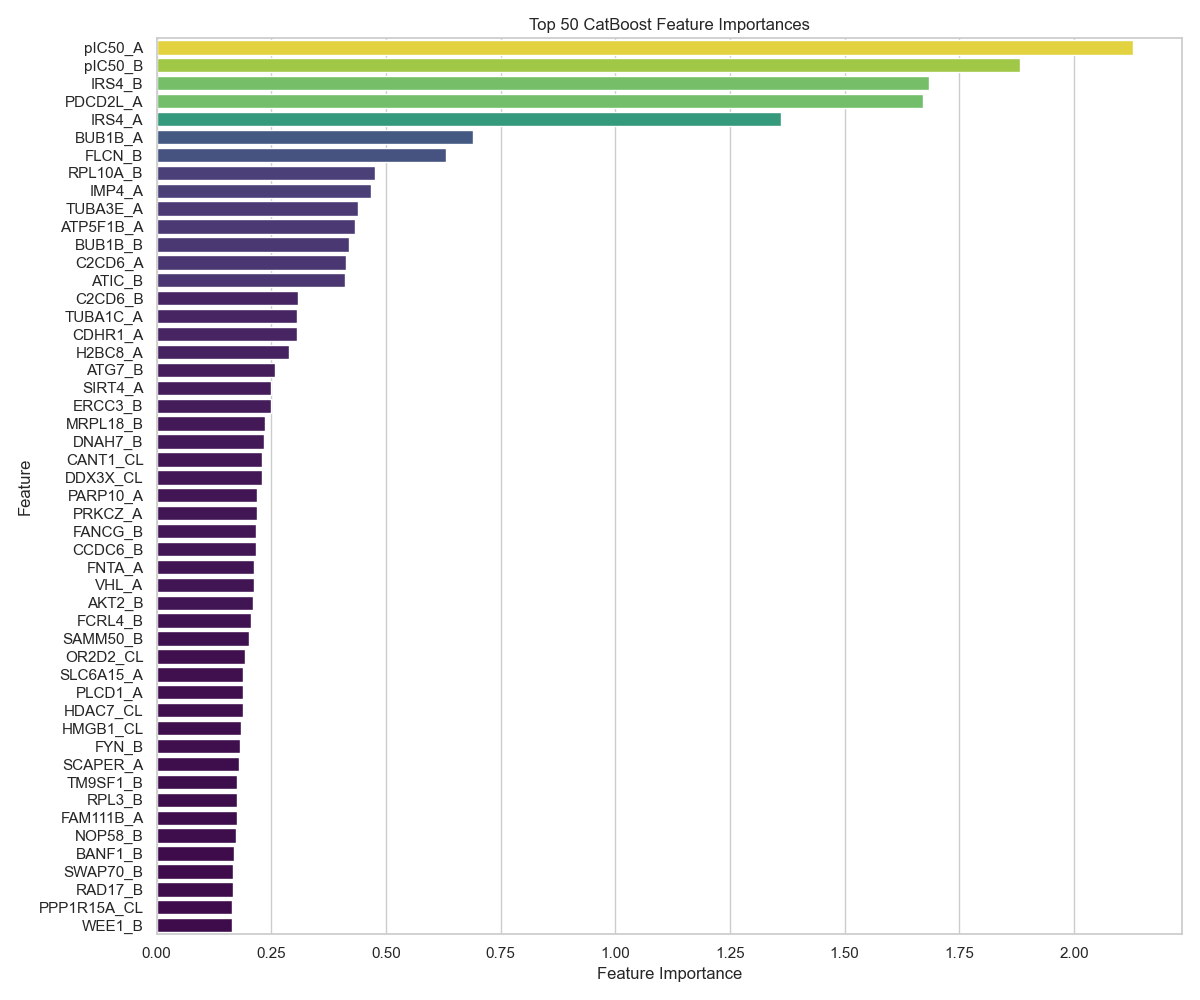 Top 50 CatBoost Feature Importances
pIC50_A
pIC50_B
IRS4_B
PDCD2L_A
IRS4_A
BUB1B_A
FLCN_B
RPL10A_B
IMP4_A
TUBA3E_A
ATP5F1B_A
BUB1B_B
C2CD6_A
ATIC_B
C2CD6_B
TUBA1C_A
CDHR1_A
H2BC8_A
ATG7_B
SIRT4_A
ERCC3_B
MRPL18_B
DNAH7_B
CANT1_CL
DDX3X_CL
PARP10_A
PRKCZ_A
FANCG_B
CCDC6_B
FNTA_A
VHL_A
AKT2_B
FCRL4_B
SAMM50_B
OR2D2_CL
SLC6A15_A
PLCD1_A
HDAC7_CL
HMGB1_CL
FYN_B
SCAPER_A
TM9SF1_B
RPL3_B
FAM111B_A
NOP58_B
BANF1_B
SWAP70_B
RAD17_B
PPP1R15A_CL
WEE1_B
Feature
0.00 0.25 0.50 0.75 1.00 1.25 1.50 1.75 2.00
Feature Importance